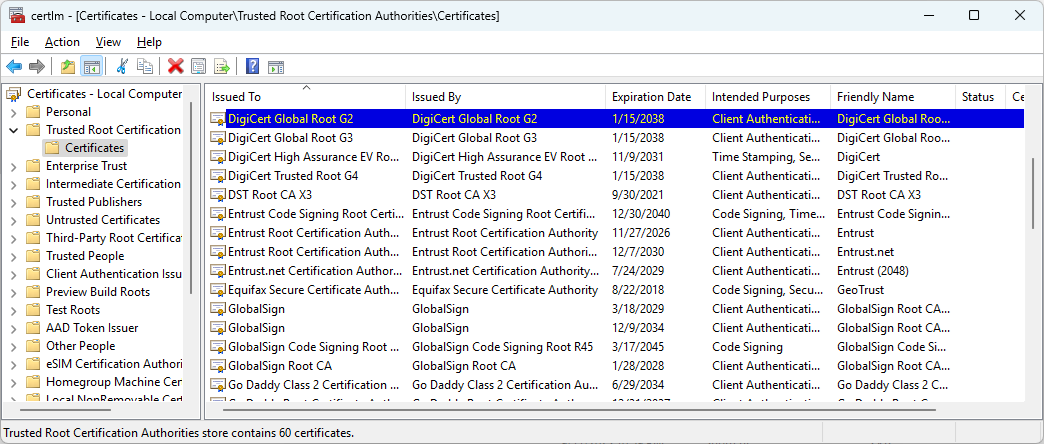 certlm - [Certificates - Local Computer\Trusted Root Certification Authorities\Certificates]
File Action View Help
Certificates - Local Computer
Personal
Trusted Root Certification
Certificates
Enterprise Trust
Intermediate Certification
Trusted Publishers
Untrusted Certificates
Third-Party Root Certifica
Trusted People
Client Authentication Issu
Preview Build Roots
Test Roots
AAD Token Issuer
Other People
eSIM Certification Authori
Homegroup Machine Cer
Local NonRemovable Cert
Issued To Issued By Expiration Date Intended Purposes Friendly Name Status Ce
DigiCert Global Root G2 DigiCert Global Root G2 1/15/2038 Client Authenticati... DigiCert Global Roo...
DigiCert Global Root G3 DigiCert Global Root G3 1/15/2038 Client Authenticati... DigiCert Global Roo...
DigiCert High Assurance EV Ro... DigiCert High Assurance EV Root ... 11/9/2031 Time Stamping, Se... DigiCert
DigiCert Trusted Root G4 DigiCert Trusted Root G4 1/15/2038 Client Authenticati... DigiCert Trusted Ro...
DST Root CA X3 DST Root CA X3 9/30/2021 Client Authenticati... DST Root CA X3
Entrust Code Signing Root Certi... Entrust Code Signing Root Certifi... 12/30/2040 Code Signing, Time... Entrust Code Signin...
Entrust Root Certification Auth... Entrust Root Certification Authority 11/27/2026 Client Authenticati... Entrust
Entrust Root Certification Auth... Entrust Root Certification Authority... 12/7/2030 Client Authenticati... Entrust.net
Entrust.net Certification Author... Entrust.net Certification Authority... 7/24/2029 Client Authenticati... Entrust (2048)
Equifax Secure Certificate Auth... Equifax Secure Certificate Authority 8/22/2018 Code Signing, Secu... GeoTrust
GlobalSign GlobalSign 3/18/2029 Client Authenticati... GlobalSign Root CA...
GlobalSign GlobalSign 12/9/2034 Client Authenticati... GlobalSign Root CA...
GlobalSign Code Signing Root ... GlobalSign Code Signing Root R45 3/17/2045 Code Signing GlobalSign Code Si...
GlobalSign Root CA GlobalSign Root CA 1/28/2028 Client Authenticati... GlobalSign Root CA...
Go Daddy Class 2 Certification ... Go Daddy Class 2 Certification Au... 6/29/2034 Client Authenticati... Go Daddy Class 2 C...
Trusted Root Certification Authorities store contains 60 certificates.